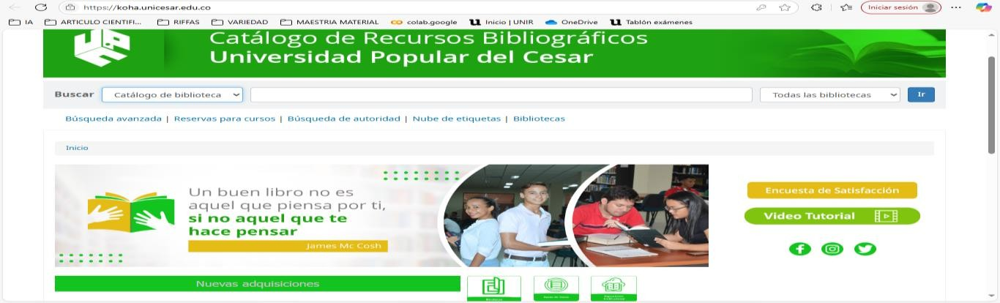 https://koha.unicesar.edu.co
Iniciar sesión
IA ARTICULO CIENTIFI... RIFFAS VARIEDAD MAESTRIA MATERIAL colab.google Inicio | UNIR OneDrive Tablón exámenes
Catálogo de Recursos Bibliográficos
Universidad Popular del Cesar
Buscar Catálogo de biblioteca Todas las bibliotecas Ir
Búsqueda avanzada | Reservas para cursos | Búsqueda de autoridad | Nube de etiquetas | Bibliotecas
Inicio
Un buen libro no es
aquel que piensa por ti,
si no aquel que te
hace pensar
James Mc Cosh
Encuesta de Satisfacción
Video Tutorial
Nuevas adquisiciones